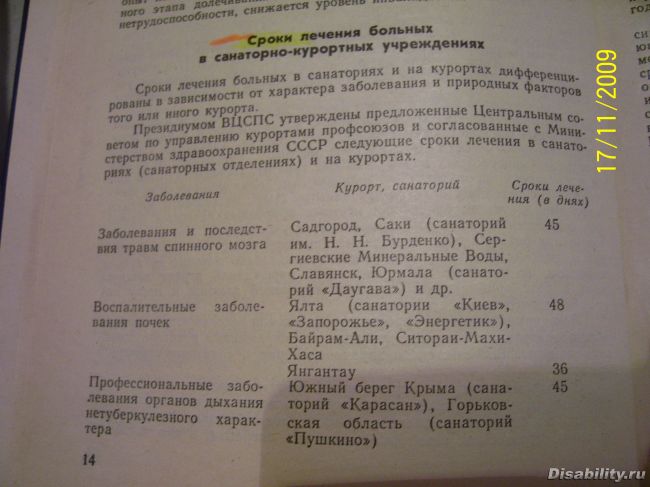 ного этапа долечивания
нетрудоспособности, снижается уровень
Сроки лечения больных
в санаторно-курортных учреждениях
Сроки лечения больных в санаториях и на курортах дифференци-
рованы в зависимости от характера заболевания и природных факторов
того или иного курорта.
Президиумом ВЦСПС утверждены предложенные Центральным со-
ветом по управлению курортами профсоюзов и согласованные с Мини-
стерством здравоохранения СССР следующие сроки лечения в санато-
риях (санаторных отделениях) и на курортах.
Заболевания Курорт, санаторий Сроки лече-
ния (в днях)
Заболевания и последст-
вия травм спинного мозга
Садгород, Саки (санаторий 45
им. Н. Н. Бурденко), Сер-
гиевские Минеральные Воды,
Славянск, Юрмала (санато-
рий «Даугава») и др.
Воспалительные заболе-
вания почек
Ялта (санатории «Киев», 48
«Запорожье», «Энергетик»),
Байрам-Али, Ситораи-Махи-
Хаса
Янгантау 36
Профессиональные забо-
левания органов дыхания
нетуберкулезного харак-
тера
Южный берег Крыма (сана- 45
торий «Карасан»), Горьков-
ская область (санаторий
«Пушкино»)
14
17/11/2009
Disability.ru